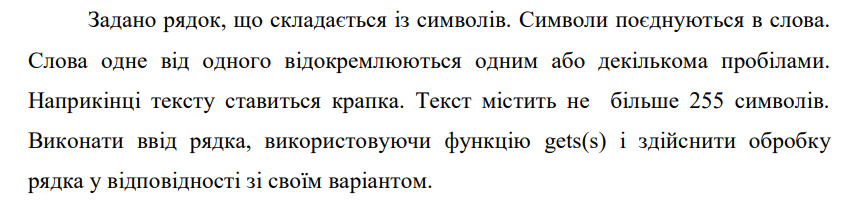 Задано рядок, що складається із символів. Символи поєднуються в слова.
Слова одне від одного відокремлюються одним або декількома пробілами.
Наприкінці тексту ставиться крапка. Текст містить не більше 255 символів.
Виконати ввід рядка, використовуючи функцію gets(s) і здійснити обробку
рядка у відповідності зі своїм варіантом.